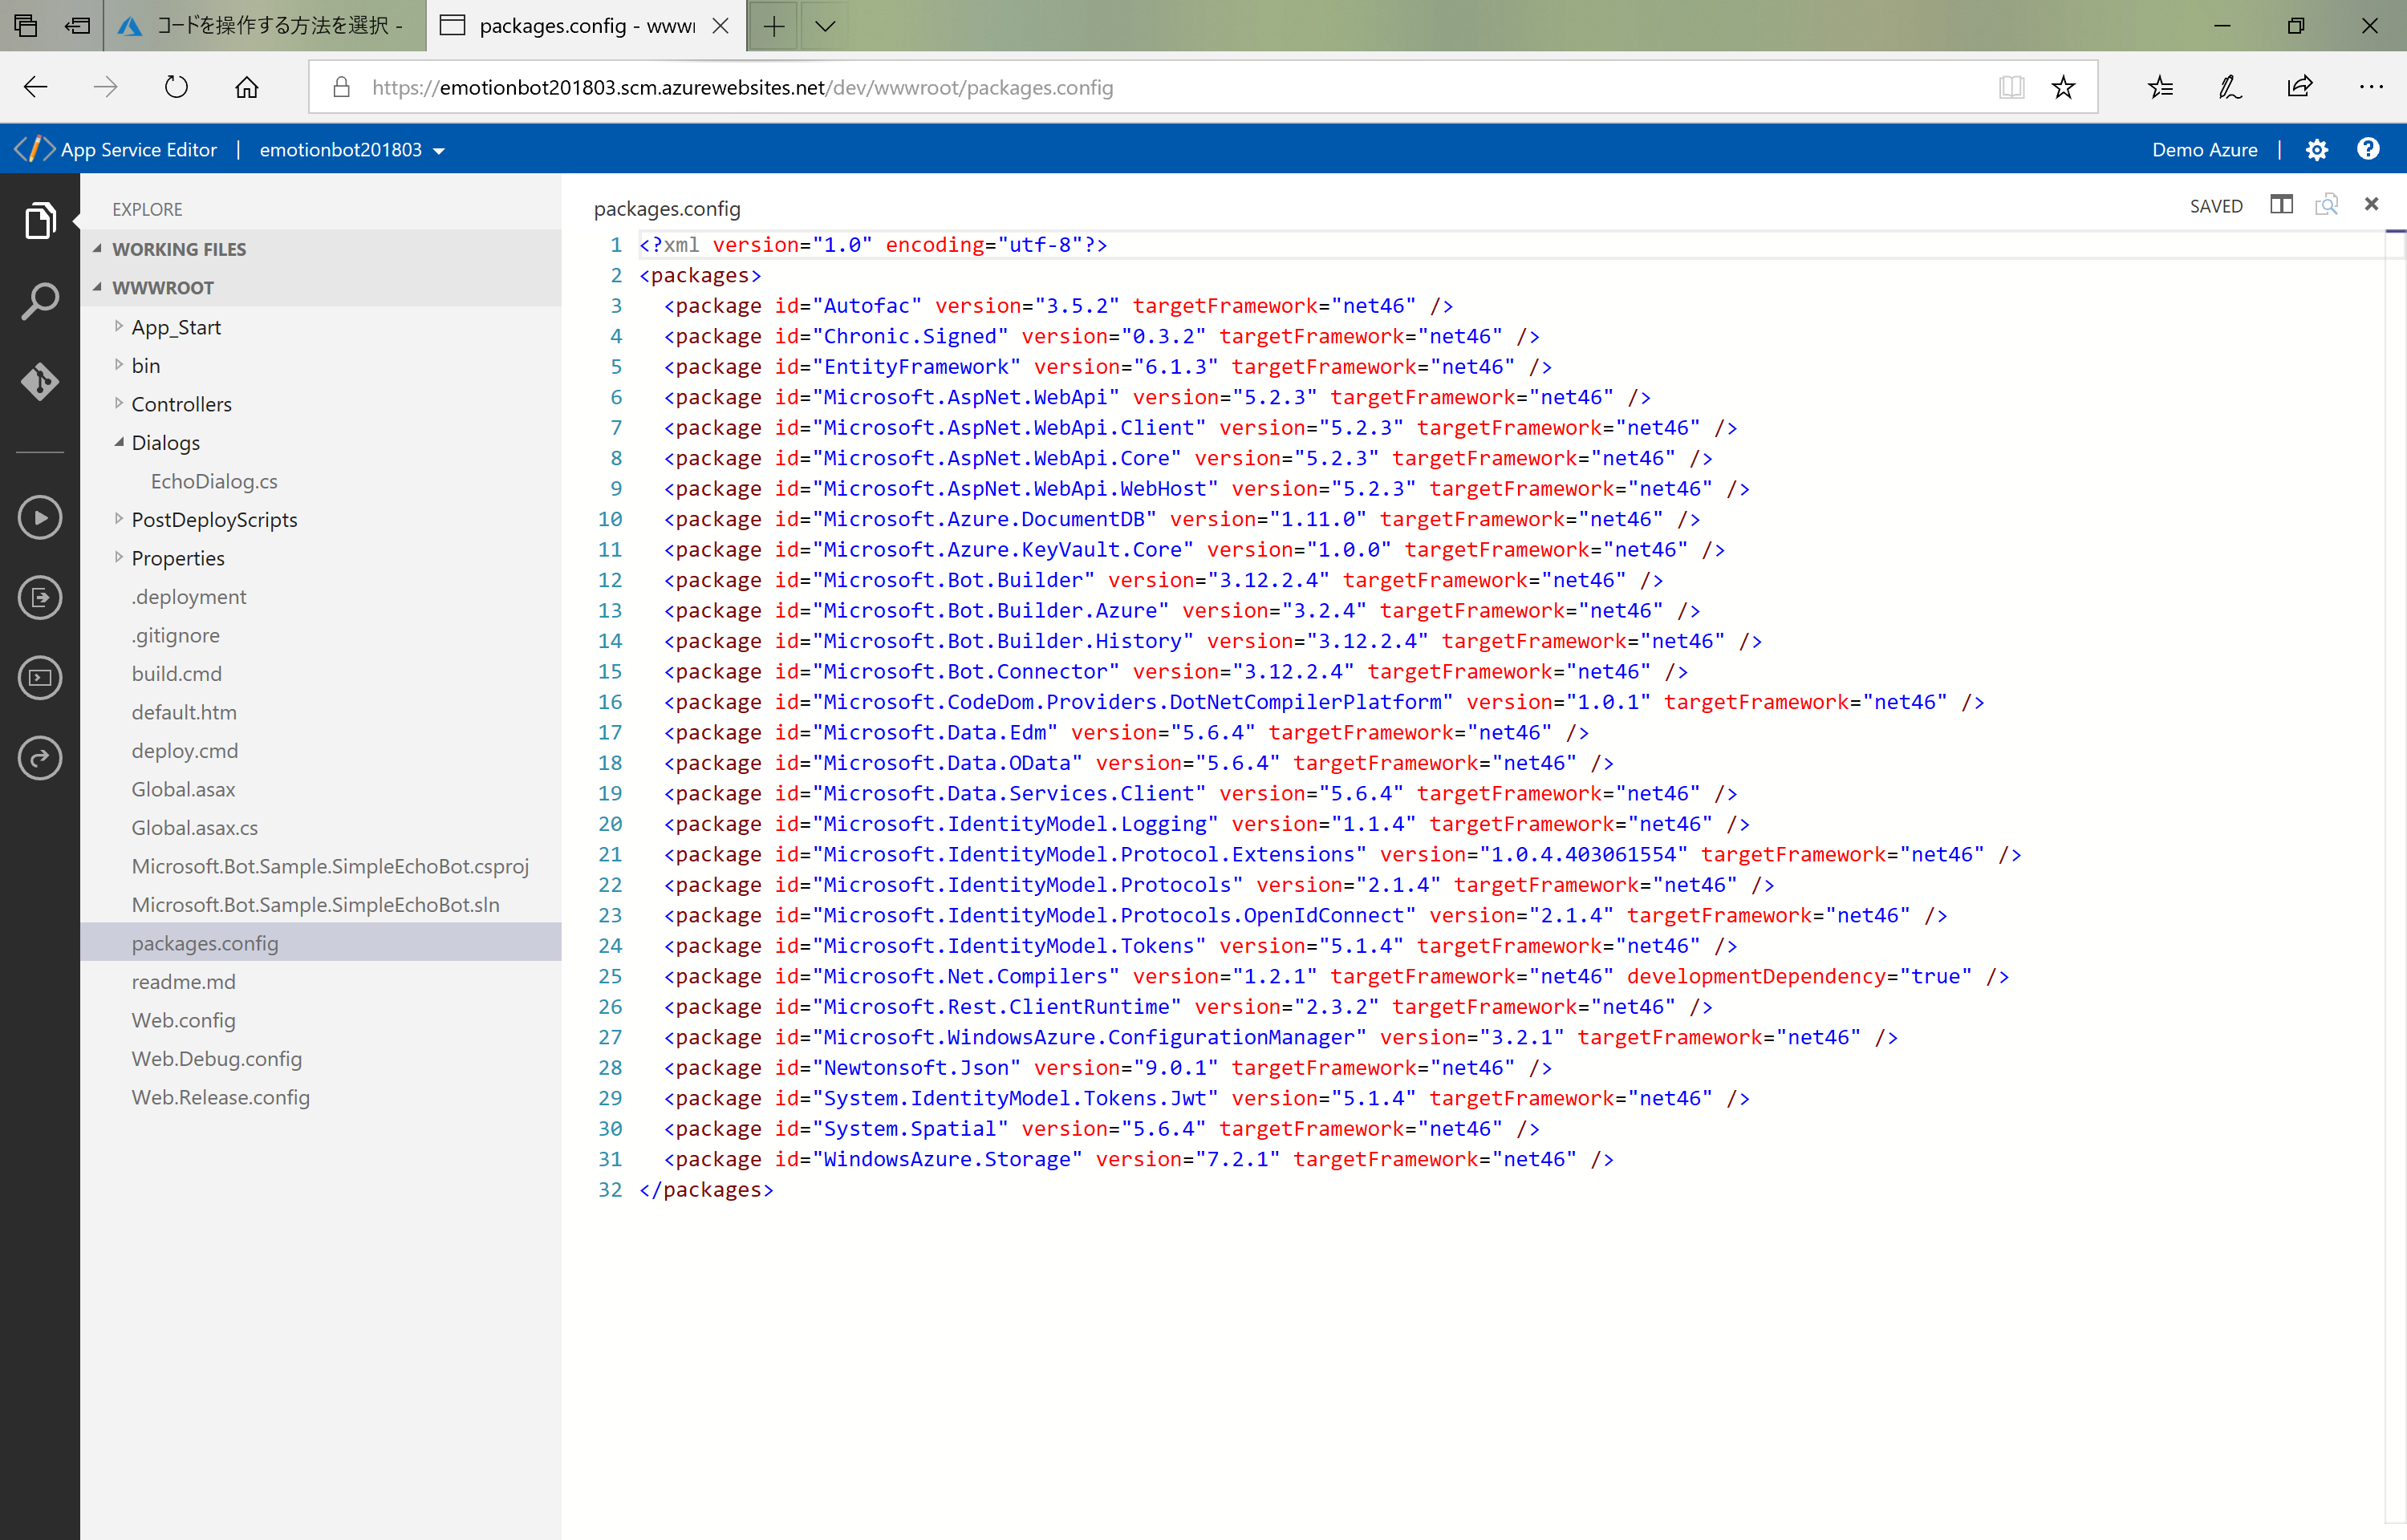 コードを操作する方法を選択 -
packages.config - wwwr
https://emotionbot201803.scm.azurewebsites.net/dev/wwwroot/packages.config
App Service Editor | emotionbot201803
Demo Azure |
EXPLORE
WORKING FILES
WWWROOT
App_Start
bin
Controllers
Dialogs
EchoDialog.cs
PostDeployScripts
Properties
.deployment
.gitignore
build.cmd
default.htm
deploy.cmd
Global.asax
Global.asax.cs
Microsoft.Bot.Sample.SimpleEchoBot.csproj
Microsoft.Bot.Sample.SimpleEchoBot.sln
packages.config
readme.md
Web.config
Web.Debug.config
Web.Release.config
packages.config
SAVED
1 <?xml version="1.0" encoding="utf-8"?>
2 <packages>
3 <package id="Autofac" version="3.5.2" targetFramework="net46" />
4 <package id="Chronic.Signed" version="0.3.2" targetFramework="net46" />
5 <package id="EntityFramework" version="6.1.3" targetFramework="net46" />
6 <package id="Microsoft.AspNet.WebApi" version="5.2.3" targetFramework="net46" />
7 <package id="Microsoft.AspNet.WebApi.Client" version="5.2.3" targetFramework="net46" />
8 <package id="Microsoft.AspNet.WebApi.Core" version="5.2.3" targetFramework="net46" />
9 <package id="Microsoft.AspNet.WebApi.WebHost" version="5.2.3" targetFramework="net46" />
10 <package id="Microsoft.Azure.DocumentDB" version="1.11.0" targetFramework="net46" />
11 <package id="Microsoft.Azure.KeyVault.Core" version="1.0.0" targetFramework="net46" />
12 <package id="Microsoft.Bot.Builder" version="3.12.2.4" targetFramework="net46" />
13 <package id="Microsoft.Bot.Builder.Azure" version="3.2.4" targetFramework="net46" />
14 <package id="Microsoft.Bot.Builder.History" version="3.12.2.4" targetFramework="net46" />
15 <package id="Microsoft.Bot.Connector" version="3.12.2.4" targetFramework="net46" />
16 <package id="Microsoft.CodeDom.Providers.DotNetCompilerPlatform" version="1.0.1" targetFramework="net46" />
17 <package id="Microsoft.Data.Edm" version="5.6.4" targetFramework="net46" />
18 <package id="Microsoft.Data.OData" version="5.6.4" targetFramework="net46" />
19 <package id="Microsoft.Data.Services.Client" version="5.6.4" targetFramework="net46" />
20 <package id="Microsoft.IdentityModel.Logging" version="1.1.4" targetFramework="net46" />
21 <package id="Microsoft.IdentityModel.Protocol.Extensions" version="1.0.4.403061554" targetFramework="net46" />
22 <package id="Microsoft.IdentityModel.Protocols" version="2.1.4" targetFramework="net46" />
23 <package id="Microsoft.IdentityModel.Protocols.OpenIdConnect" version="2.1.4" targetFramework="net46" />
24 <package id="Microsoft.IdentityModel.Tokens" version="5.1.4" targetFramework="net46" />
25 <package id="Microsoft.Net.Compilers" version="1.2.1" targetFramework="net46" developmentDependency="true" />
26 <package id="Microsoft.Rest.ClientRuntime" version="2.3.2" targetFramework="net46" />
27 <package id="Microsoft.WindowsAzure.ConfigurationManager" version="3.2.1" targetFramework="net46" />
28 <package id="Newtonsoft.Json" version="9.0.1" targetFramework="net46" />
29 <package id="System.IdentityModel.Tokens.Jwt" version="5.1.4" targetFramework="net46" />
30 <package id="System.Spatial" version="5.6.4" targetFramework="net46" />
31 <package id="WindowsAzure.Storage" version="7.2.1" targetFramework="net46" />
32 </packages>